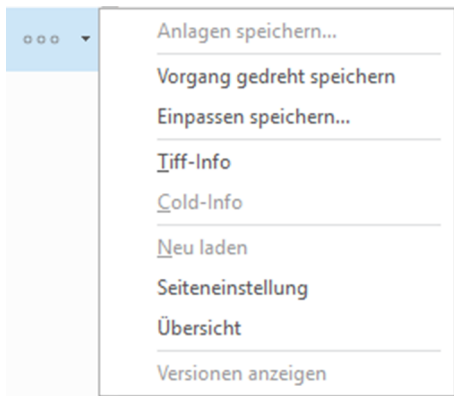 Anlagen speichern...
Vorgang gedreht speichern
Einpassen speichern...
Tiff-Info
Cold-Info
Neu laden
Seiteneinstellung
Übersicht
Versionen anzeigen